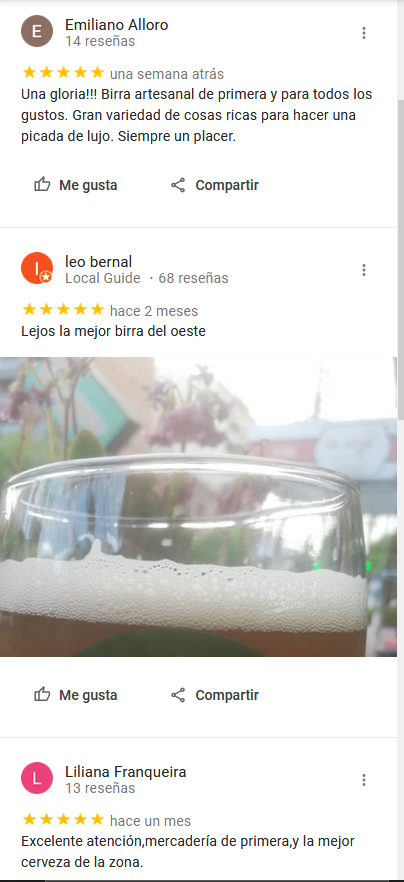 E
Emiliano Alloro
14 reseñas
una semana atrás
Una gloria!!! Birra artesanal de primera y para todos los
gustos. Gran variedad de cosas ricas para hacer una
picada de lujo. Siempre un placer.
Me gusta
Compartir
l
leo bernal
Local Guide · 68 reseñas
hace 2 meses
Lejos la mejor birra del oeste
Me gusta
Compartir
L
Liliana Franqueira
13 reseñas
hace un mes
Excelente atención,mercadería de primera,y la mejor
cerveza de la zona.